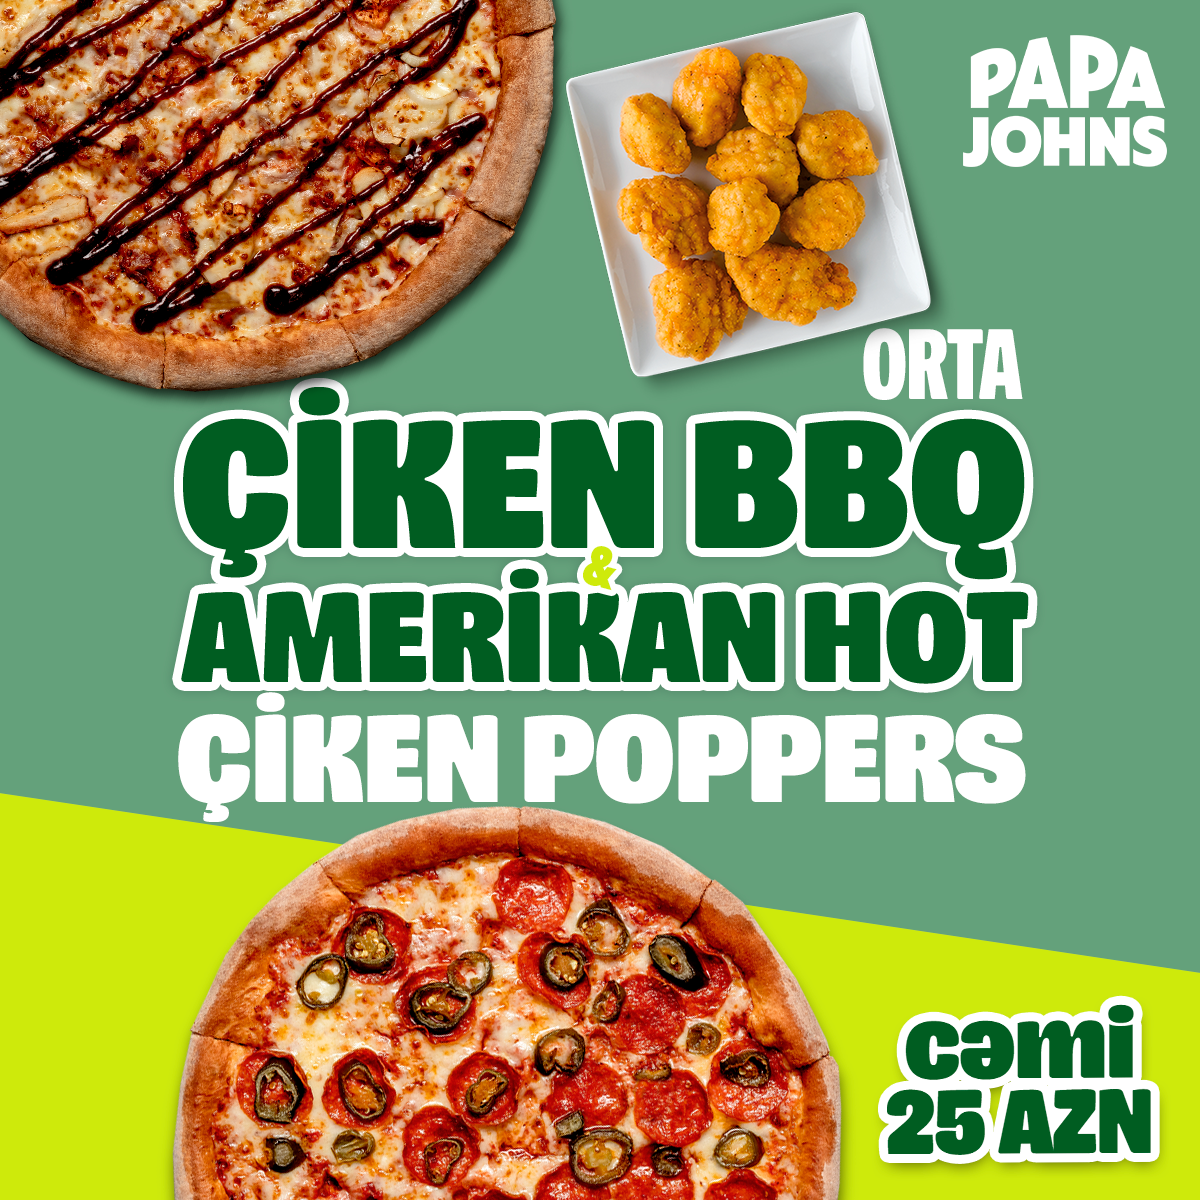 PAPA
JOHNS
ORTA
ÇİKEN BBQ
&
AMERİKAN HOT
ÇİKEN POPPERS
cəmi
25 AZN